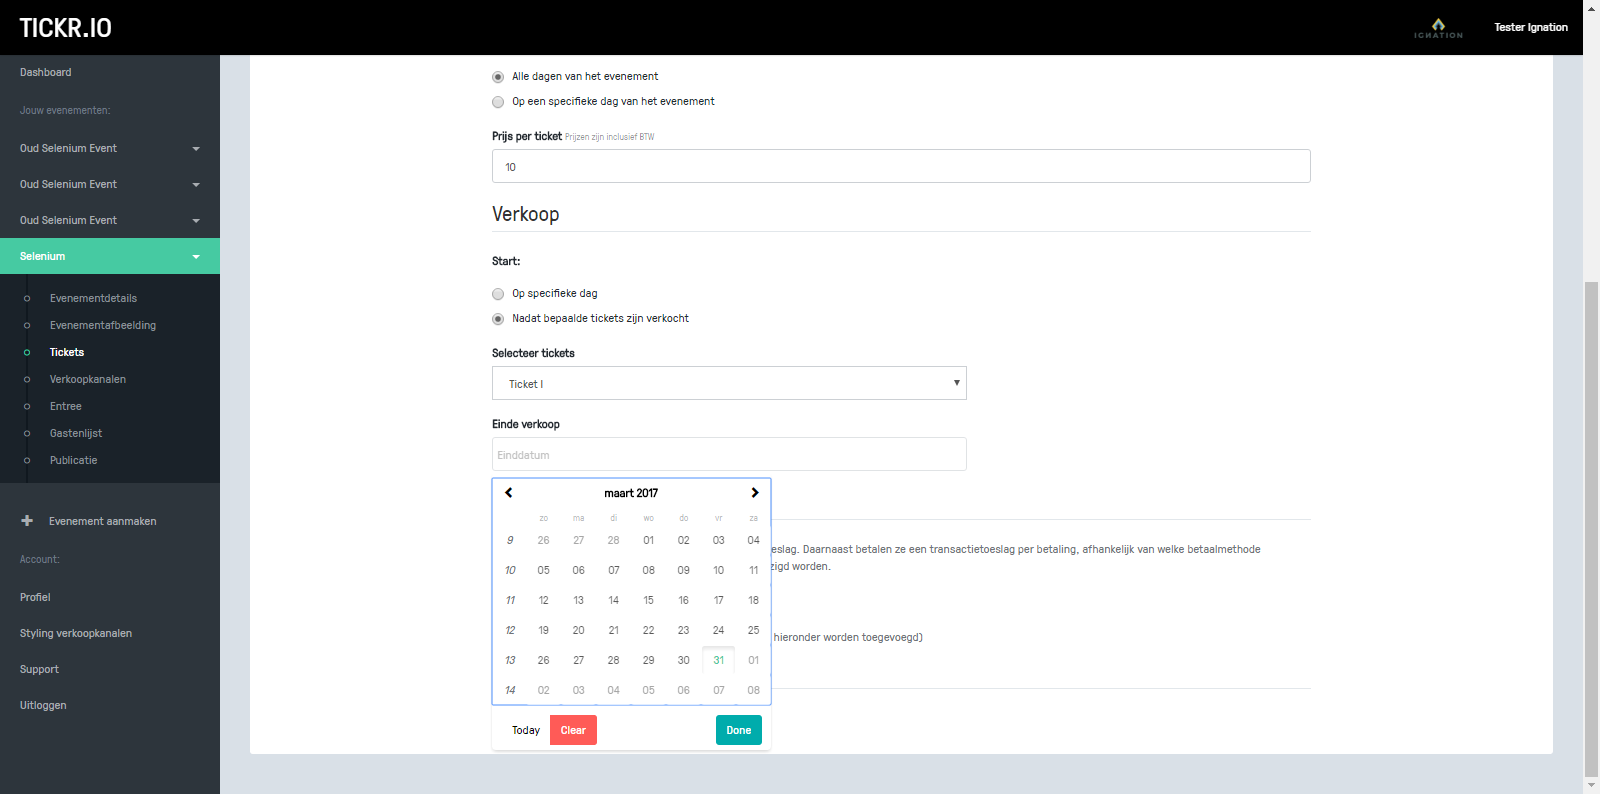 TICKR.IO
IGNATION
Tester Ignation
Dashboard
Jouw evenementen:
Oud Selenium Event
Oud Selenium Event
Oud Selenium Event
Selenium
Evenementdetails
Evenementafbeelding
Tickets
Verkoopkanalen
Entree
Gastenlijst
Publicatie
Evenement aanmaken
Account:
Profiel
Styling verkoopkanalen
Support
Uitloggen
Alle dagen van het evenement
Op een specifieke dag van het evenement
Prijs per ticket Prijzen zijn inclusief BTW
10
Verkoop
Start:
Op specifieke dag
Nadat bepaalde tickets zijn verkocht
Selecteer tickets
Ticket I
Einde verkoop
Einddatum
maart 2017
zo ma di wo do vr za
9 26 27 28 01 02 03 04
10 05 06 07 08 09 10 11
11 12 13 14 15 16 17 18
12 19 20 21 22 23 24 25
13 26 27 28 29 30 31 01
14 02 03 04 05 06 07 08
Today Clear Done
eslag. Daarnaast betalen ze een transactietoeslag per betaling, afhankelijk van welke betaalmethode
zigd worden.
hieronder worden toegevoegd)